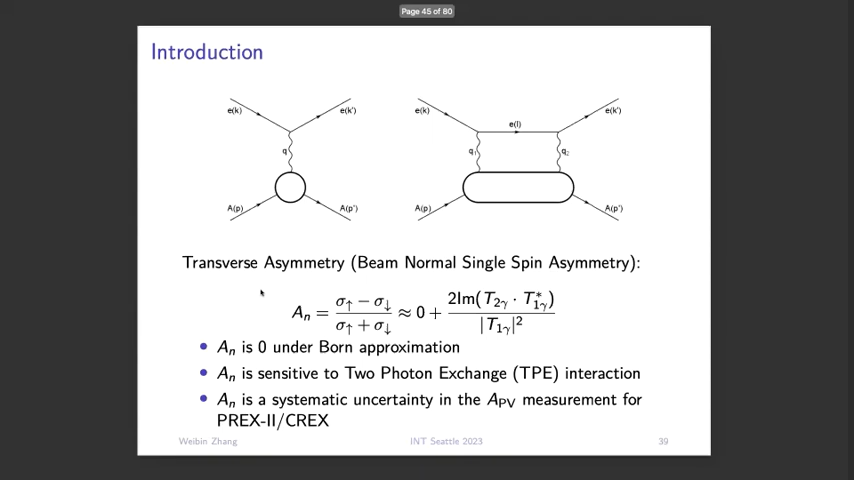 Page 45 of 80
Introduction
e(k) e(k') e(k) e(l) e(k')
q q₁ q₂
A(p) A(p') A(p) A(p')
Transverse Asymmetry (Beam Normal Single Spin Asymmetry):
Aₙ = (σ↑ − σ↓)/(σ↑ + σ↓) ≈ 0 + 2Im(T₂γ · T*₁γ)/|T₁γ|²
• Aₙ is 0 under Born approximation
• Aₙ is sensitive to Two Photon Exchange (TPE) interaction
• Aₙ is a systematic uncertainty in the A_PV measurement for
PREX-II/CREX
Weibin Zhang INT Seattle 2023 39